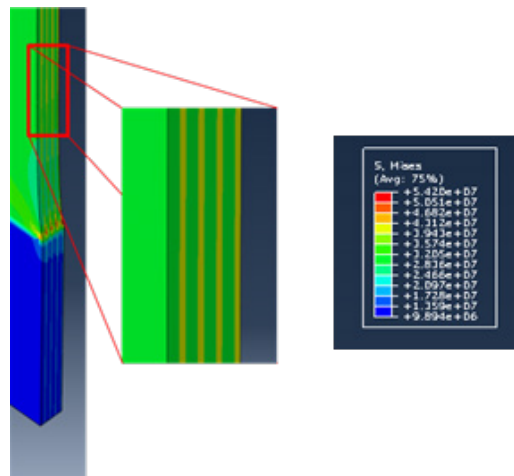 S, Mises
(Avg: 75%)
+5.420e+07
+5.051e+07
+4.682e+07
+4.312e+07
+3.943e+07
+3.574e+07
+3.205e+07
+2.836e+07
+2.466e+07
+2.097e+07
+1.728e+07
+1.359e+07
+9.894e+06